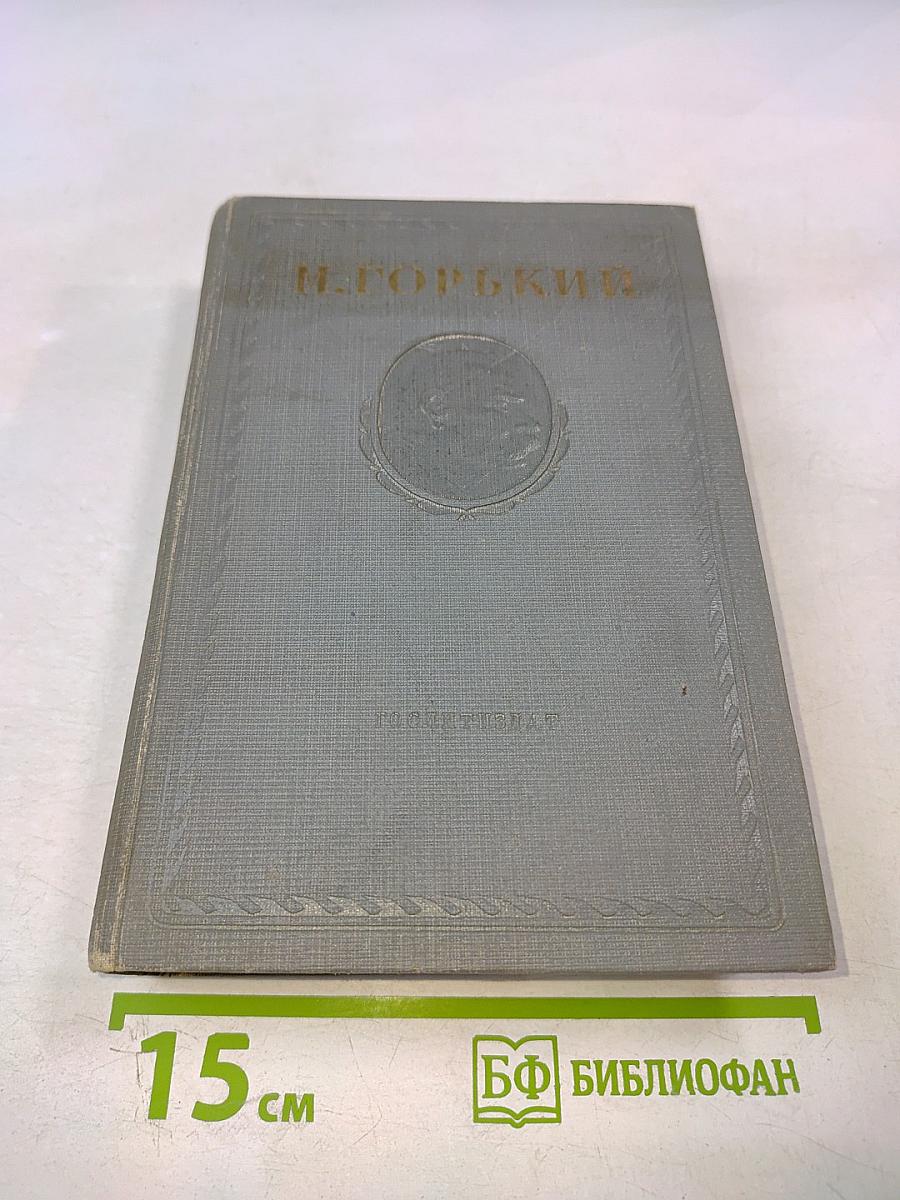 М.ГОРЬКИЙ
ГОСЛИТИЗДАТ
15 см
БФ БИБЛИОФАН